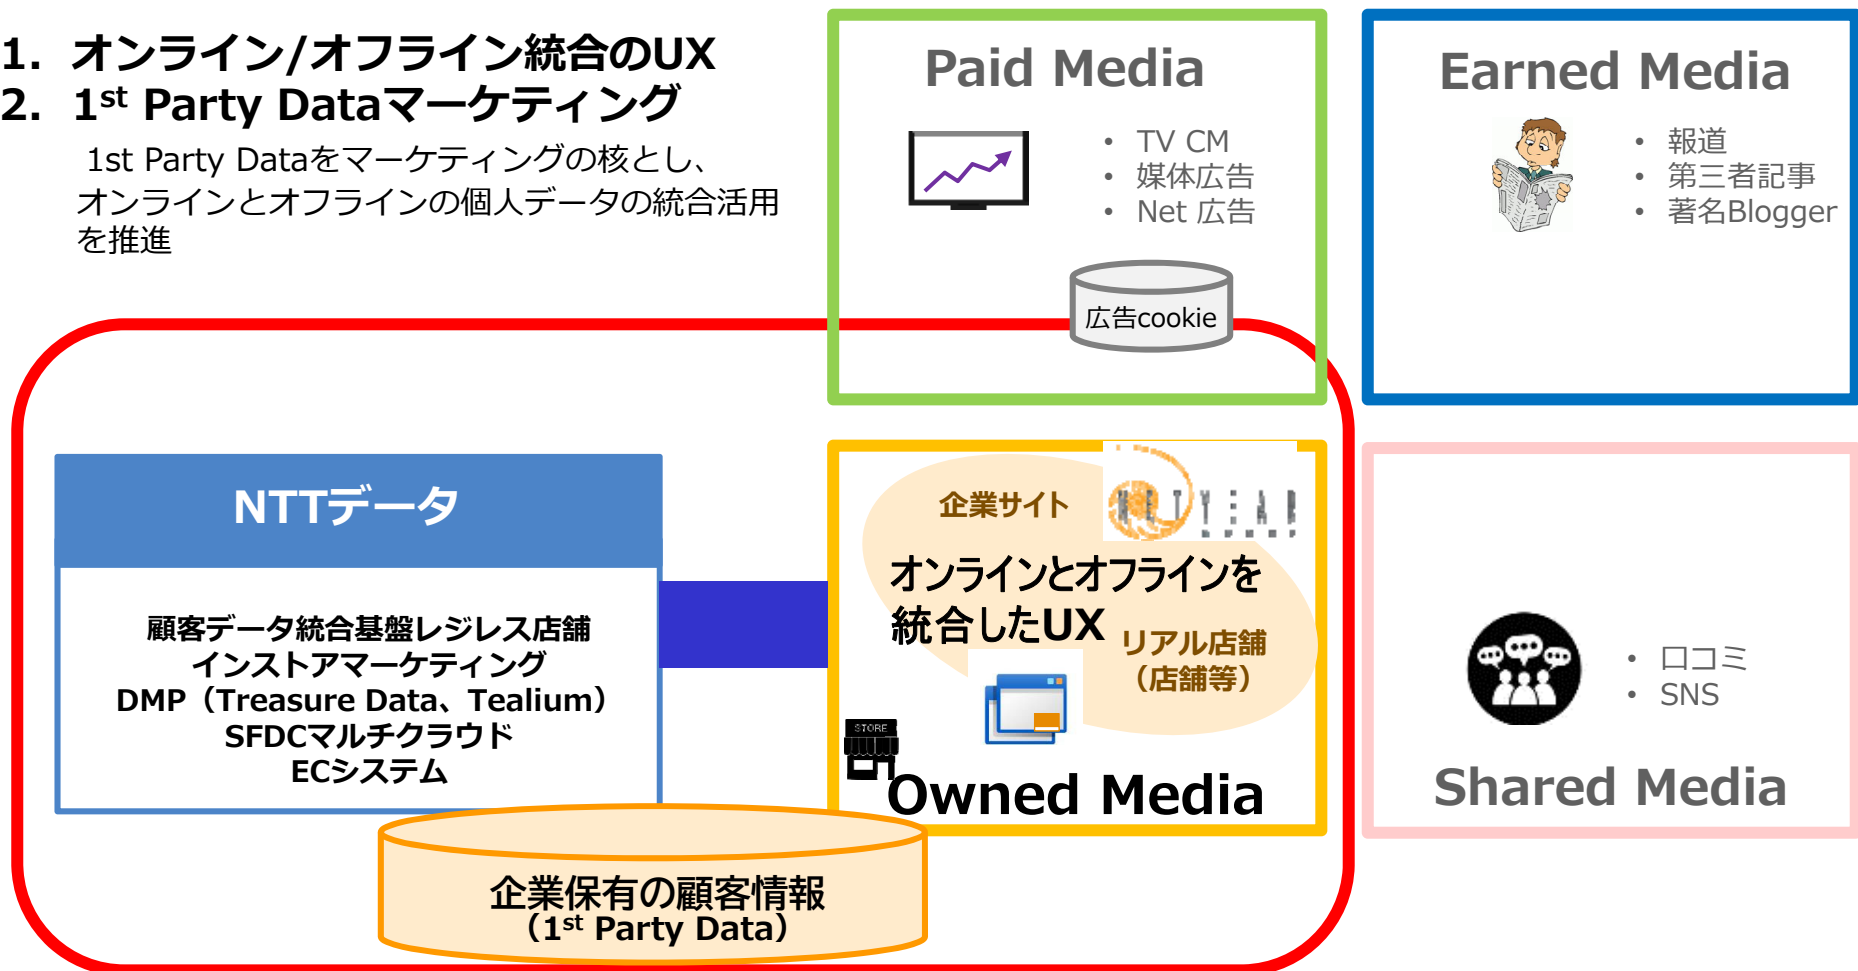 1. オンライン/オフライン統合のUX
2. 1st Party Dataマーケティング
1st Party Dataをマーケティングの核とし、
オンラインとオフラインの個人データの統合活用
を推進
Paid Media
• TV CM
• 媒体広告
• Net 広告
広告cookie
Earned Media
• 報道
• 第三者記事
• 著名Blogger
NTTデータ
顧客データ統合基盤レジレス店舗
インストアマーケティング
DMP（Treasure Data、Tealium）
SFDCマルチクラウド
ECシステム
企業サイト
NETYEAR
オンラインとオフラインを
統合したUX
リアル店舗
（店舗等）
STORE
Owned Media
• 口コミ
• SNS
Shared Media
企業保有の顧客情報
（1st Party Data）